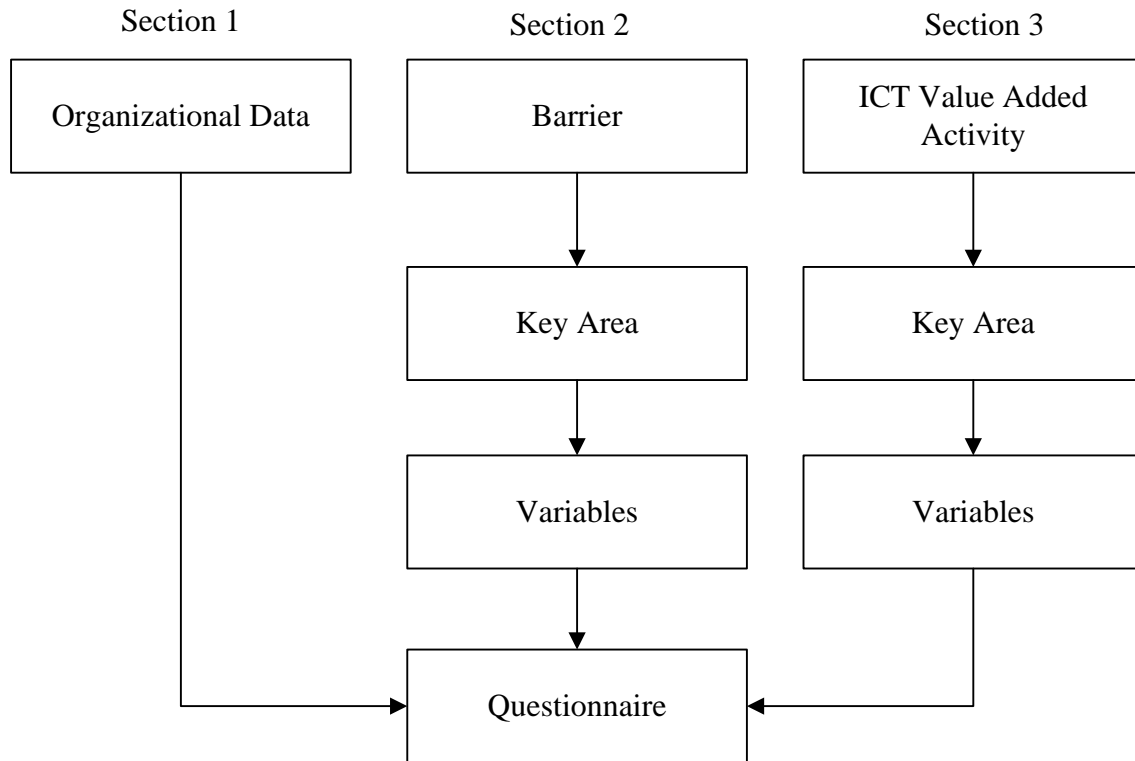 Section 1
Section 2
Section 3
Organizational Data
Barrier
ICT Value Added
Activity
Key Area
Key Area
Variables
Variables
Questionnaire